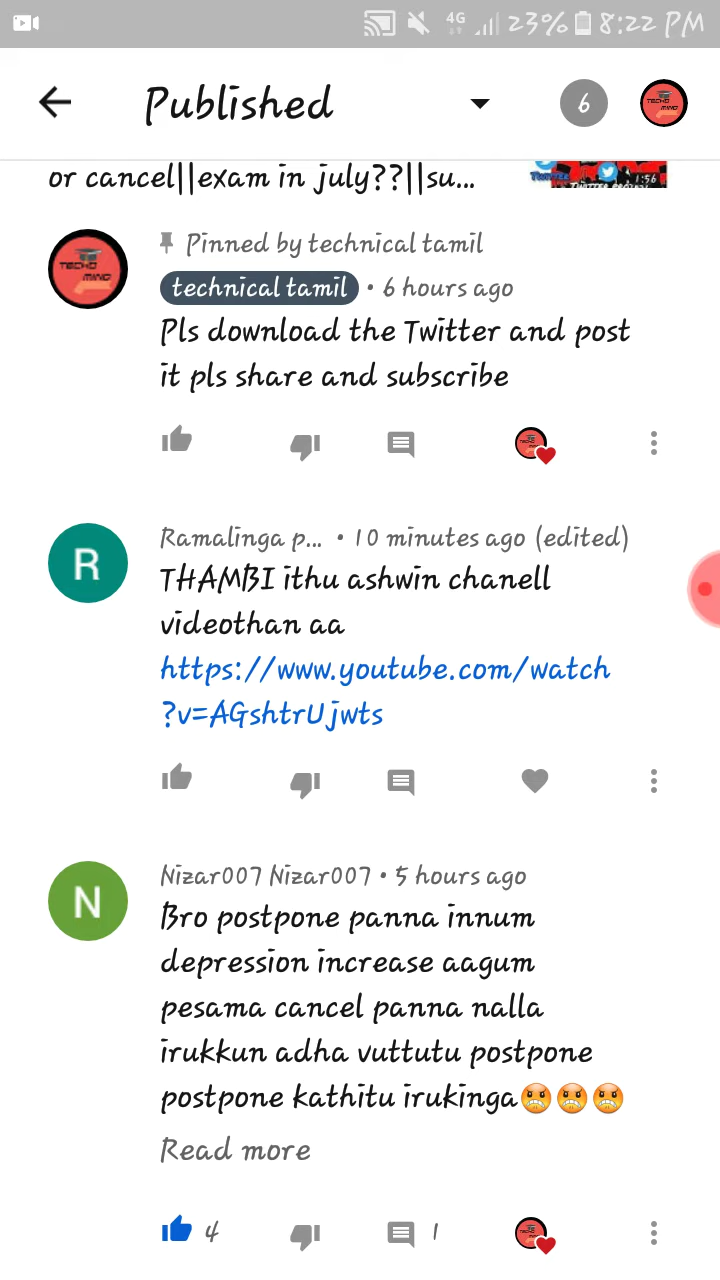 4G 23% 8:22 PM
Published 6
or cancel||exam in july??||su...
1:56
Pinned by technical tamil
technical tamil • 6 hours ago
Pls download the Twitter and post
it pls share and subscribe
R
Ramalinga p... • 10 minutes ago (edited)
THAMBI ithu ashwin chanell
videothan aa
https://www.youtube.com/watch
?v=AGshtrUjwts
N
Nizar007 Nizar007 • 5 hours ago
Bro postpone panna innum
depression increase aagum
pesama cancel panna nalla
irukkun adha vuttutu postpone
postpone kathitu irukinga😠😠😠
Read more
4 1